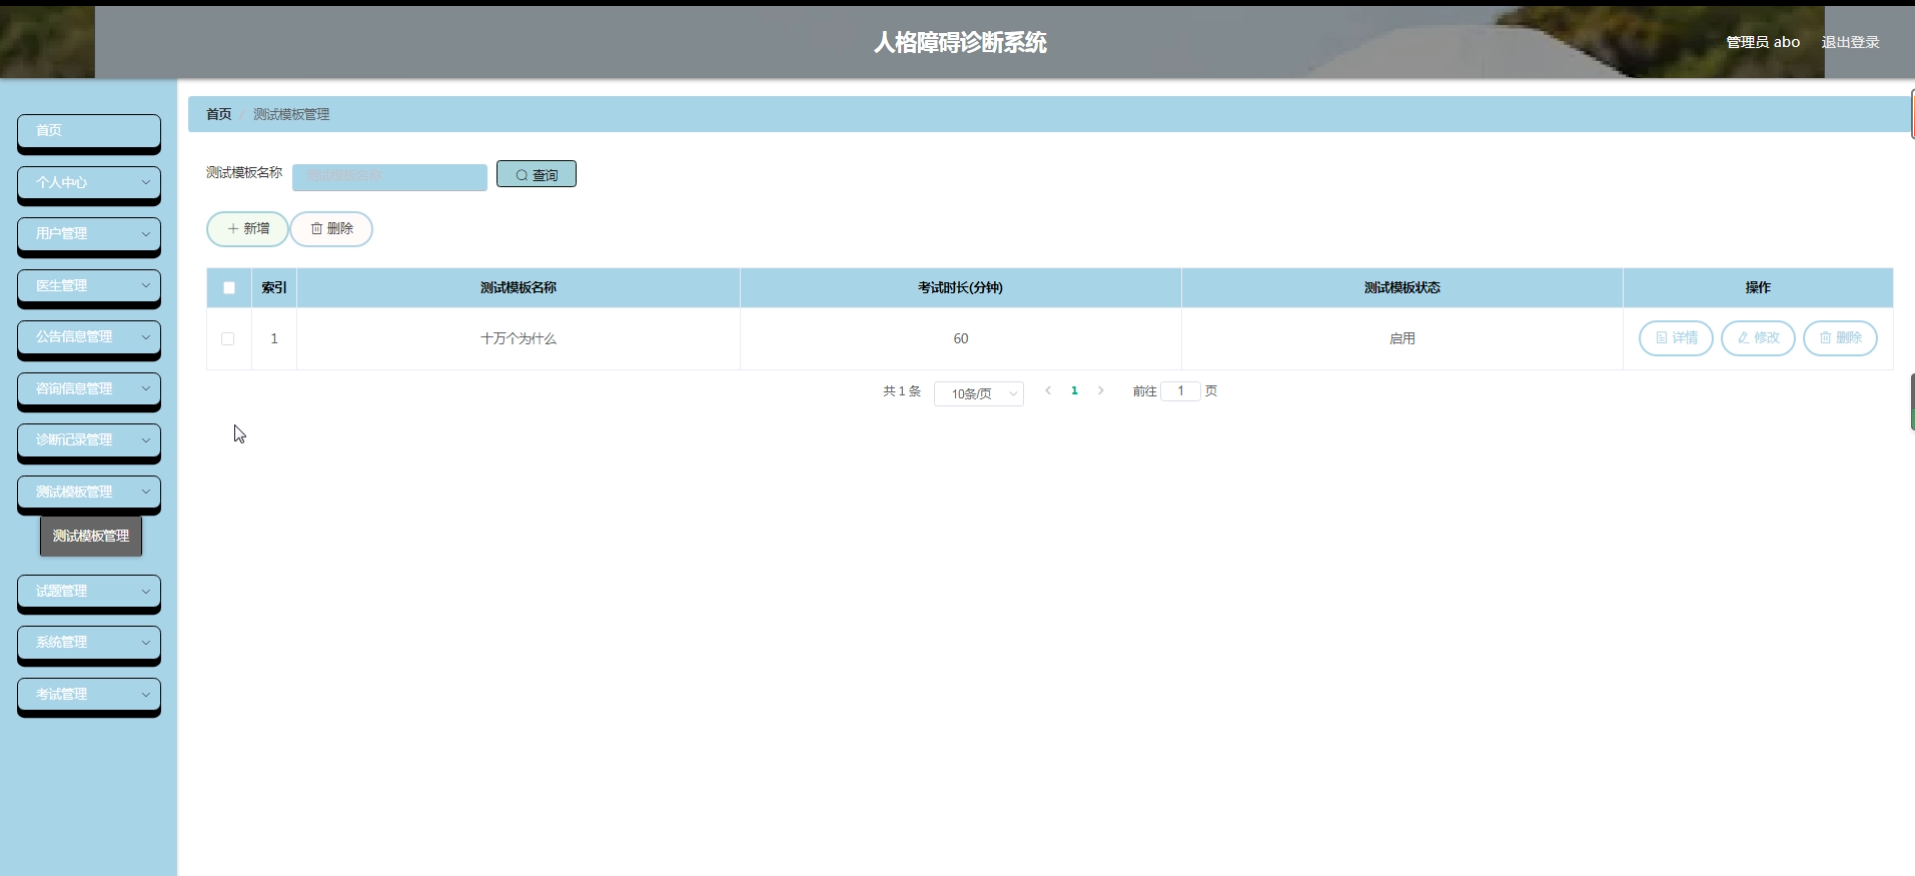 人格障碍诊断系统
管理员 abo 退出登录
首页
个人中心
用户管理
医生管理
公告信息管理
咨询信息管理
诊断记录管理
测试模板管理
测试模板管理
试题管理
系统管理
考试管理
首页 / 测试模板管理
测试模板名称 测试模板名称 查询
新增 删除
索引 测试模板名称 考试时长(分钟) 测试模板状态 操作
1 十万个为什么 60 启用 详情 修改 删除
共 1 条 10条/页 1 前往 1 页